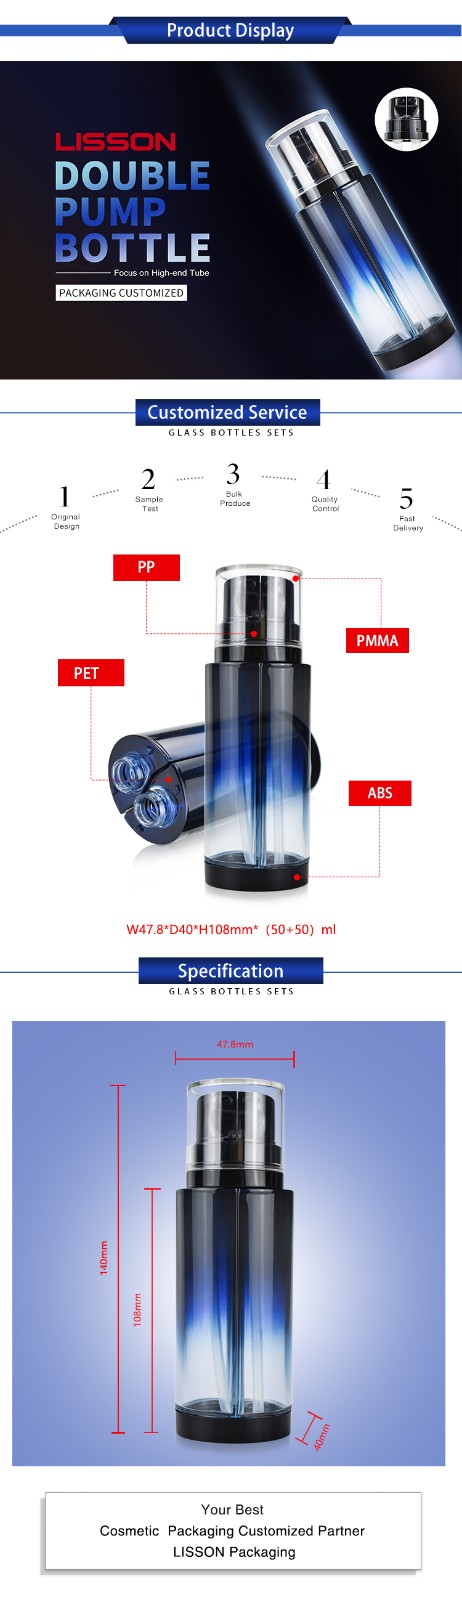 Product Display
LISSON
DOUBLE
PUMP
BOTTLE
Focus on High-end Tube
PACKAGING CUSTOMIZED
Customized Service
GLASS BOTTLES SETS
1
Original
Design
2
Sample
Test
3
Bulk
Produce
4
Quality
Control
5
Fast
Delivery
PP
PMMA
PET
ABS
W47.8*D40*H108mm*（50+50）ml
Specification
GLASS BOTTLES SETS
47.8mm
140mm
108mm
40mm
Your Best
Cosmetic Packaging Customized Partner
LISSON Packaging